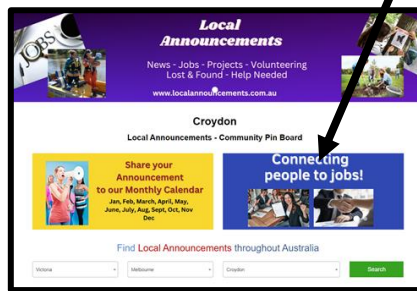 JOBS
Local
Announcements
News - Jobs - Projects - Volunteering
Lost & Found - Help Needed
www.localannouncements.com.au
Croydon
Local Announcements - Community Pin Board
Share your
Announcement
to our Monthly Calendar
Jan, Feb, March, April, May,
June, July, Aug, Sept, Oct, Nov
Dec
Connecting
people to jobs!
Find Local Announcements throughout Australia
Victoria
Melbourne
Croydon
Search